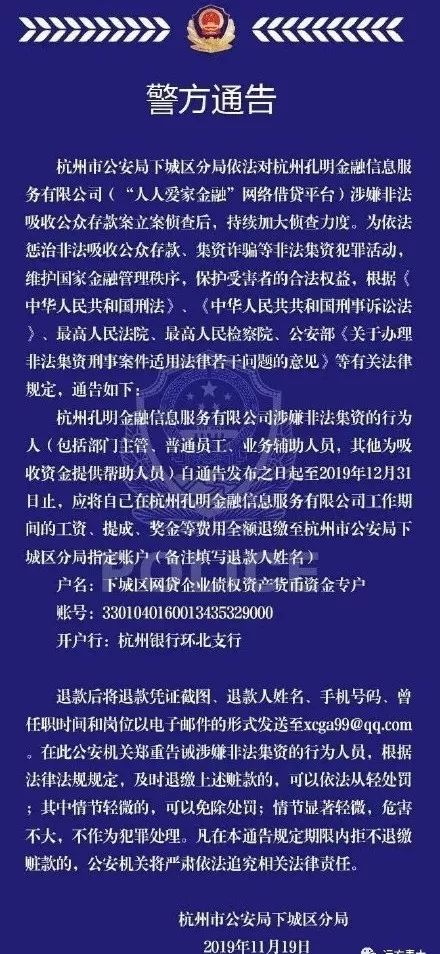 警方通告
杭州市公安局下城区分局依法对杭州孔明金融信息服
务有限公司（“人人爱家金融”网络借贷平台）涉嫌非法
吸收公众存款案立案侦查后，持续加大侦查力度。为依法
惩治非法吸收公众存款、集资诈骗等非法集资犯罪活动，
维护国家金融管理秩序，保护受害者的合法权益，根据《
中华人民共和国刑法》、《中华人民共和国刑事诉讼法
》、最高人民法院、最高人民检察院、公安部《关于办理
非法集资刑事案件适用法律若干问题的意见》等有关法律
规定，通告如下：
杭州孔明金融信息服务有限公司涉嫌非法集资的行为
人（包括部门主管、普通员工、业务辅助人员，其他为吸
收资金提供帮助人员）自通告发布之日起至2019年12月31
日止，应将自己在杭州孔明金融信息服务有限公司工作期
间的工资、提成、奖金等费用全额退缴至杭州市公安局下
城区分局指定账户（备注填写退款人姓名）
POLICE
户名：下城区网贷企业债权资产货币资金专户
账号：3301040160013435329000
开户行：杭州银行环北支行
退款后将退款凭证截图、退款人姓名、手机号码、曾
任职时间和岗位以电子邮件的形式发送至xcga99@qq.com
。在此公安机关郑重告诫涉嫌非法集资的行为人员，根据
法律法规规定，及时退缴上述赃款的，可以依法从轻处罚
；其中情节轻微的，可以免除处罚；情节显著轻微，危害
不大，不作为犯罪处理。凡在本通告规定期限内拒不退缴
赃款的，公安机关将严肃依法追究相关法律责任。
杭州市公安局下城区分局
2019年11月19日